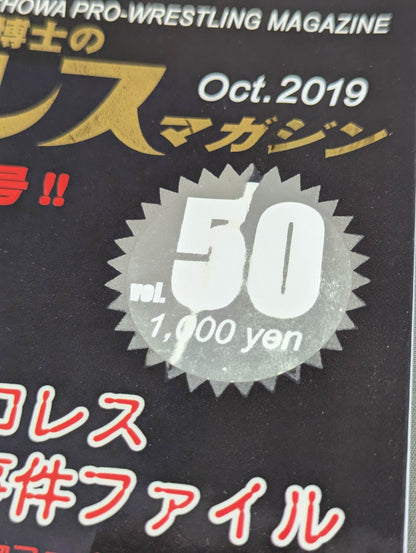 HOWA PRO-WRESTLING MAGAZINE
博士の
レス
Oct. 2019
マガジン
号!!
50
vol.
1,000 yen
ロレス
件ファイル